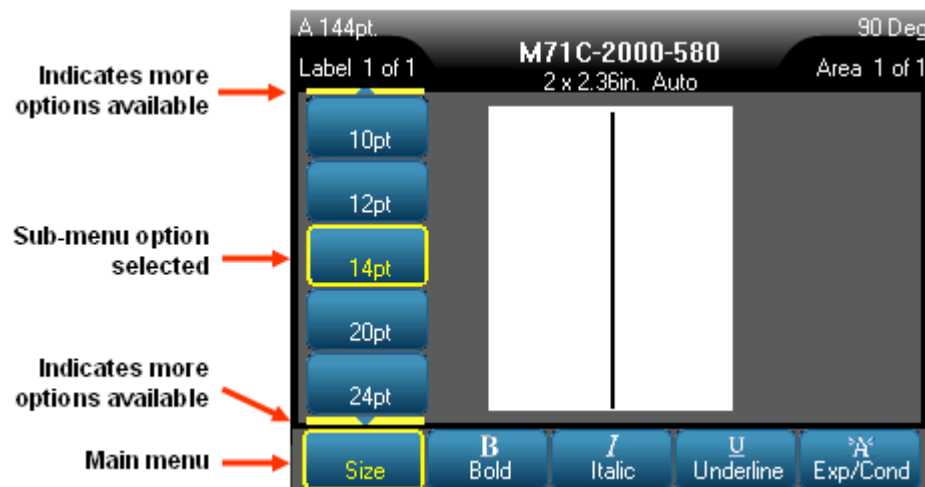 A 144pt.
90 Deg
M71C-2000-580
Label 1 of 1
Area 1 of 1
2 x 2.36in. Auto
Indicates more
options available
10pt
12pt
Sub-menu option
selected
14pt
20pt
Indicates more
options available
24pt
Main menu
Size
B
Bold
I
Italic
U
Underline
A
Exp/Cond